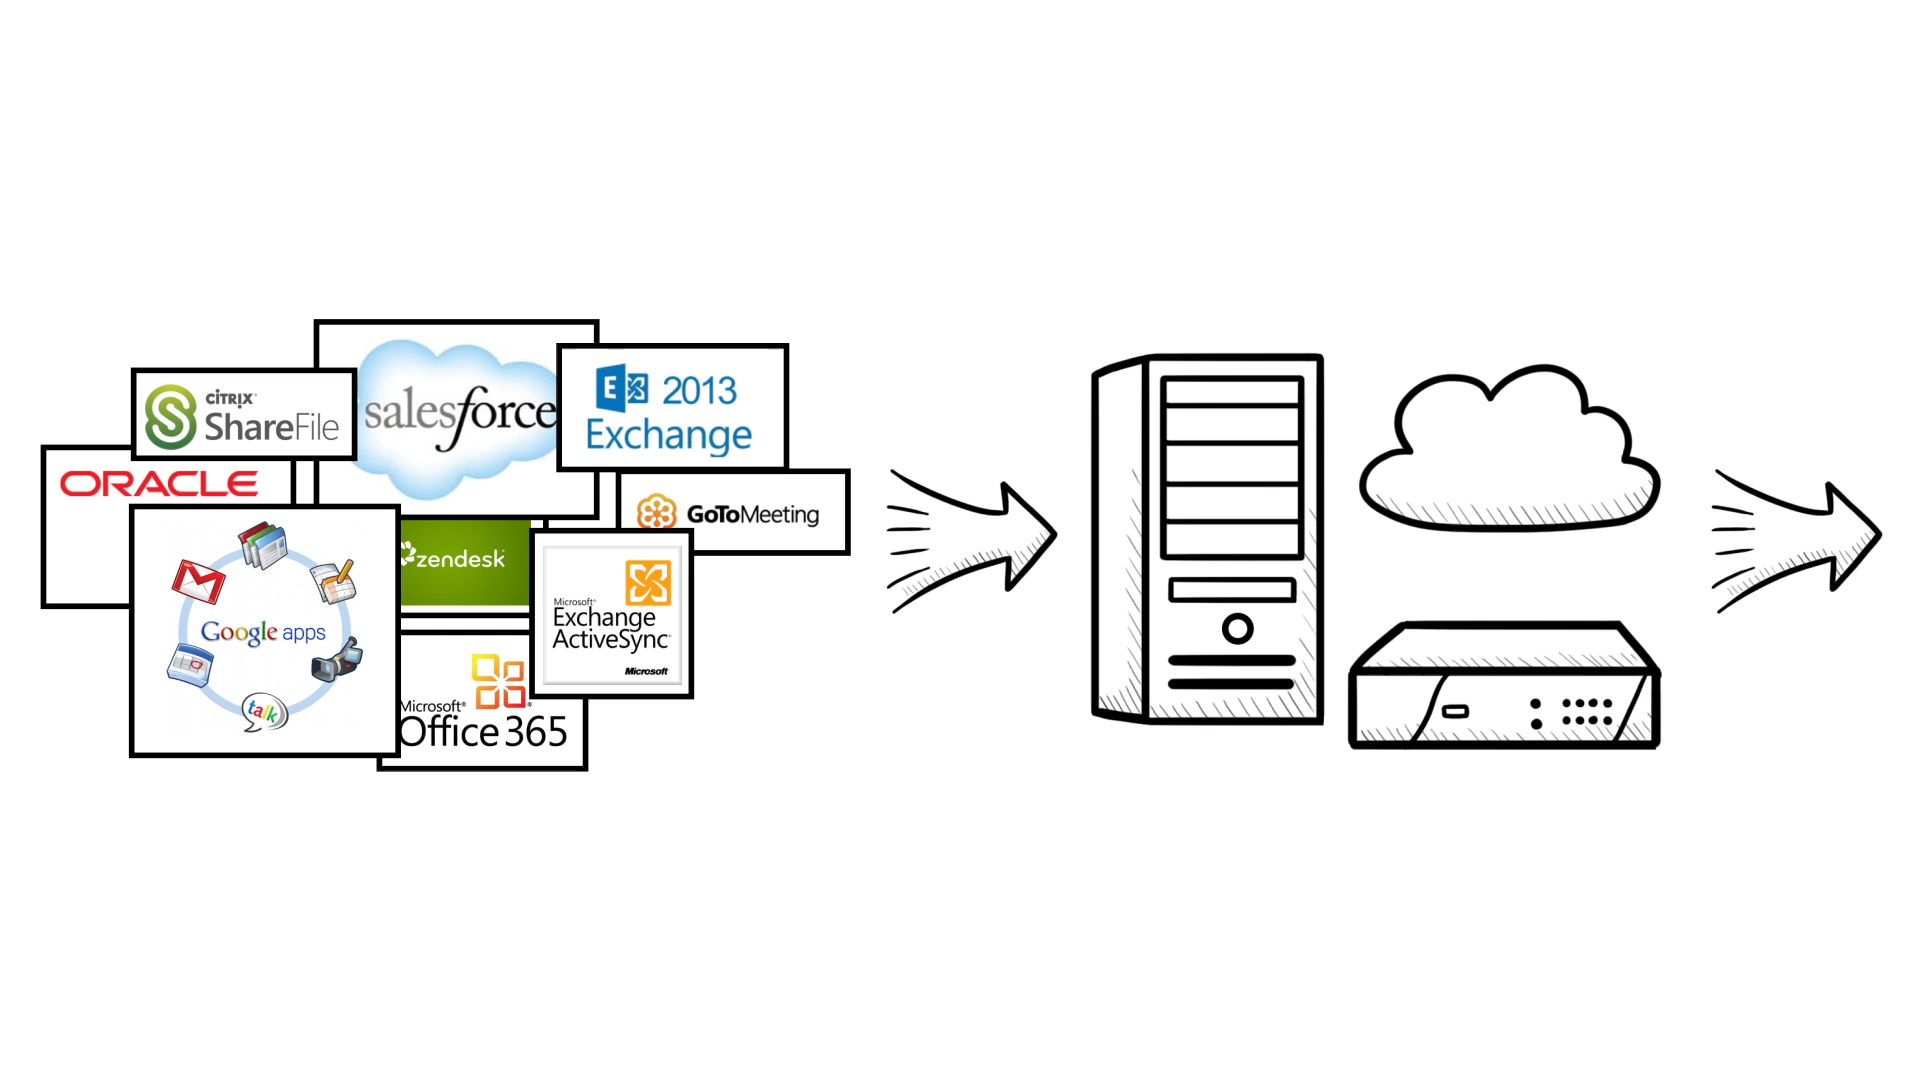 CITRIX®
ShareFile
salesforce
E 2013
Exchange
ORACLE
GoToMeeting
zendesk
Google apps
talk
Microsoft®
Exchange
ActiveSync®
Microsoft
Microsoft®
Office 365